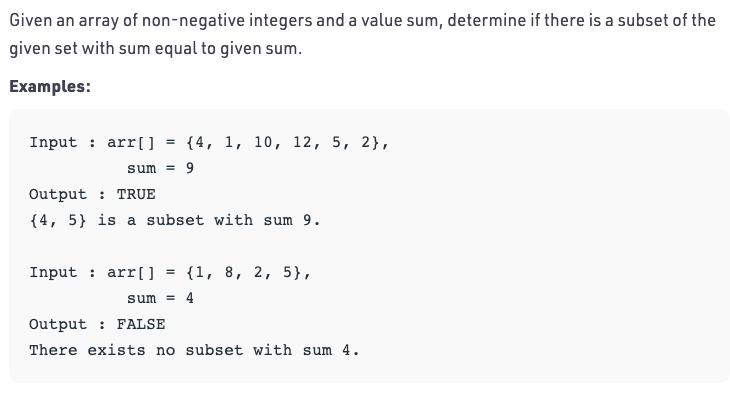 Given an array of non-negative integers and a value sum, determine if there is a subset of the
given set with sum equal to given sum.
Examples:
Input : arr[] = {4, 1, 10, 12, 5, 2},
sum = 9
Output : TRUE
{4, 5} is a subset with sum 9.
Input : arr[] = {1, 8, 2, 5},
sum = 4
Output : FALSE
There exists no subset with sum 4.